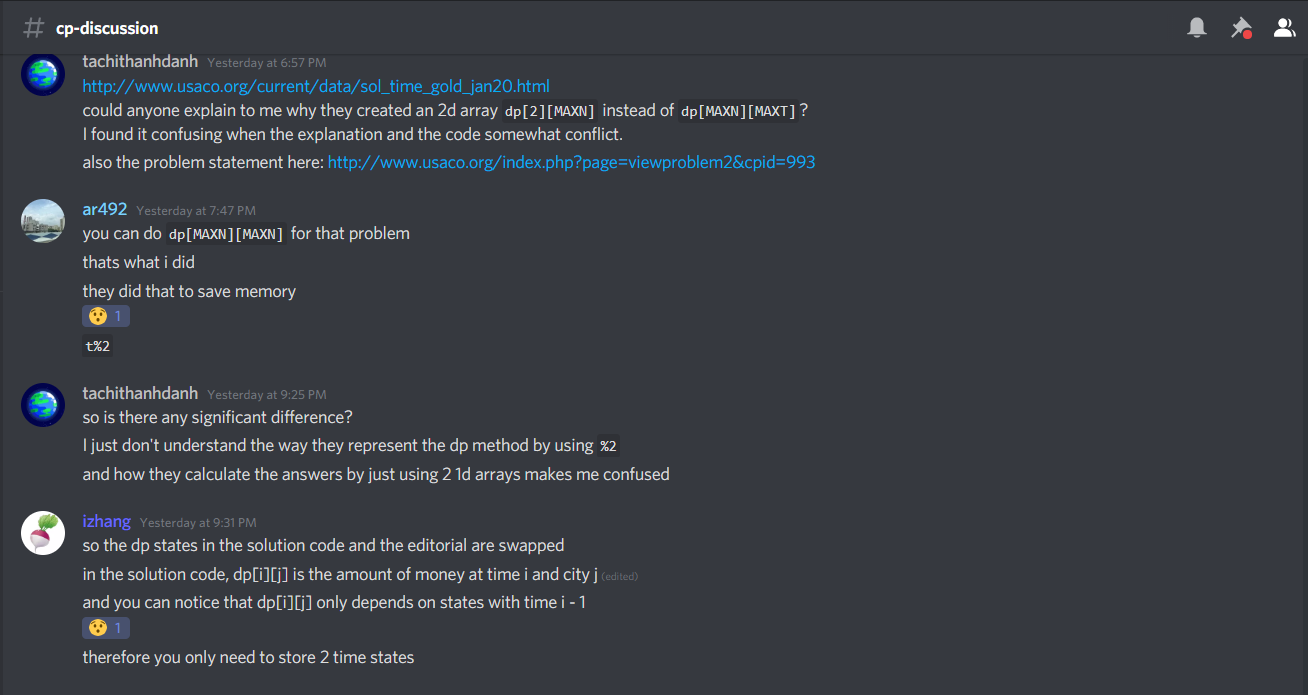 # cp-discussion
tachithanhdanh Yesterday at 6:57 PM
http://www.usaco.org/current/data/sol_time_gold_jan20.html
could anyone explain to me why they created an 2d array dp[2][MAXN] instead of dp[MAXN][MAXT] ?
I found it confusing when the explanation and the code somewhat conflict.
also the problem statement here: http://www.usaco.org/index.php?page=viewproblem2&cpid=993
ar492 Yesterday at 7:47 PM
you can do dp[MAXN][MAXN] for that problem
thats what i did
they did that to save memory
😯 1
t%2
tachithanhdanh Yesterday at 9:25 PM
so is there any significant difference?
I just don't understand the way they represent the dp method by using %2
and how they calculate the answers by just using 2 1d arrays makes me confused
izhang Yesterday at 9:31 PM
so the dp states in the solution code and the editorial are swapped
in the solution code, dp[i][j] is the amount of money at time i and city j (edited)
and you can notice that dp[i][j] only depends on states with time i - 1
😯 1
therefore you only need to store 2 time states